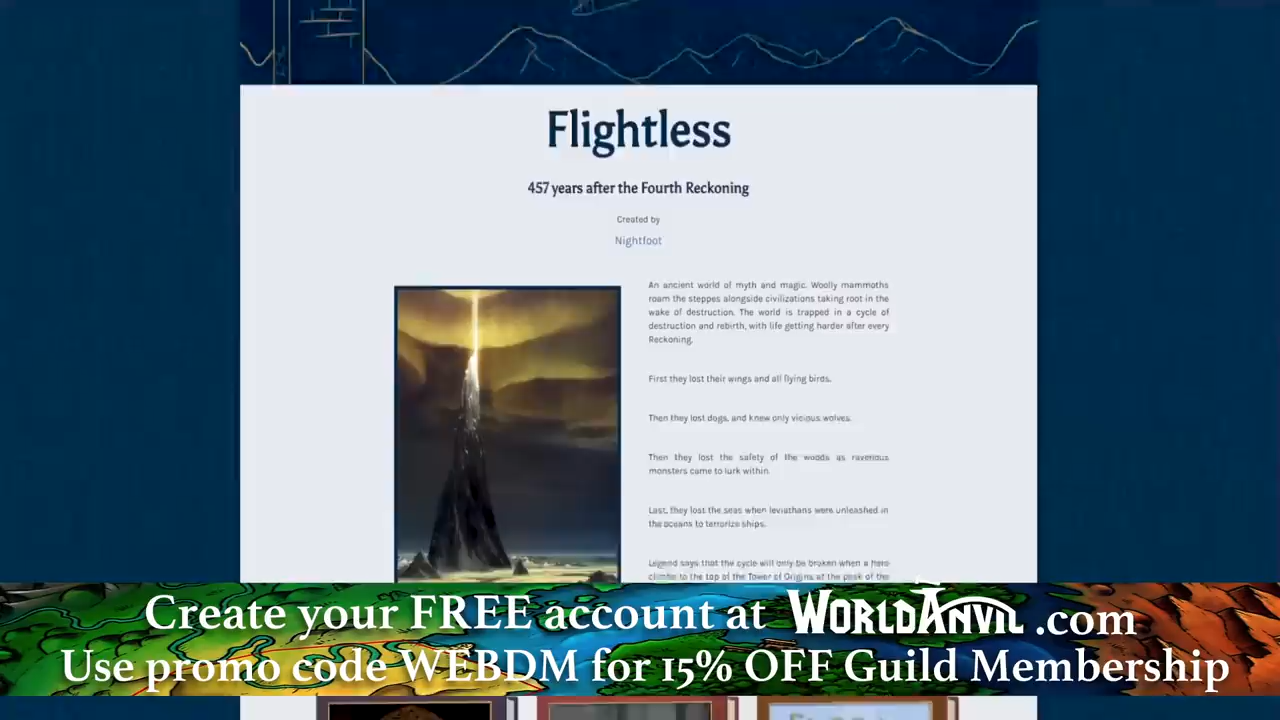 Flightless
457 years after the Fourth Reckoning
Created by
Nightfoot
An ancient world of myth and magic. Woolly mammoths
roam the steppes alongside civilizations taking root in the
wake of destruction. The world is trapped in a cycle of
destruction and rebirth, with life getting harder after every
Reckoning.
First they lost their wings and all flying birds.
Then they lost dogs, and knew only vicious wolves.
Then they lost the safety of the woods as ravenous
monsters came to lurk within.
Last, they lost the seas when leviathans were unleashed in
the oceans to terrorize ships.
Legend says that the cycle will only be broken when a hero
climbs to the top of the Tower of Origins at the peak of the
Create your FREE account at WORLDANVIL.com
Use promo code WEBDM for 15% OFF Guild Membership